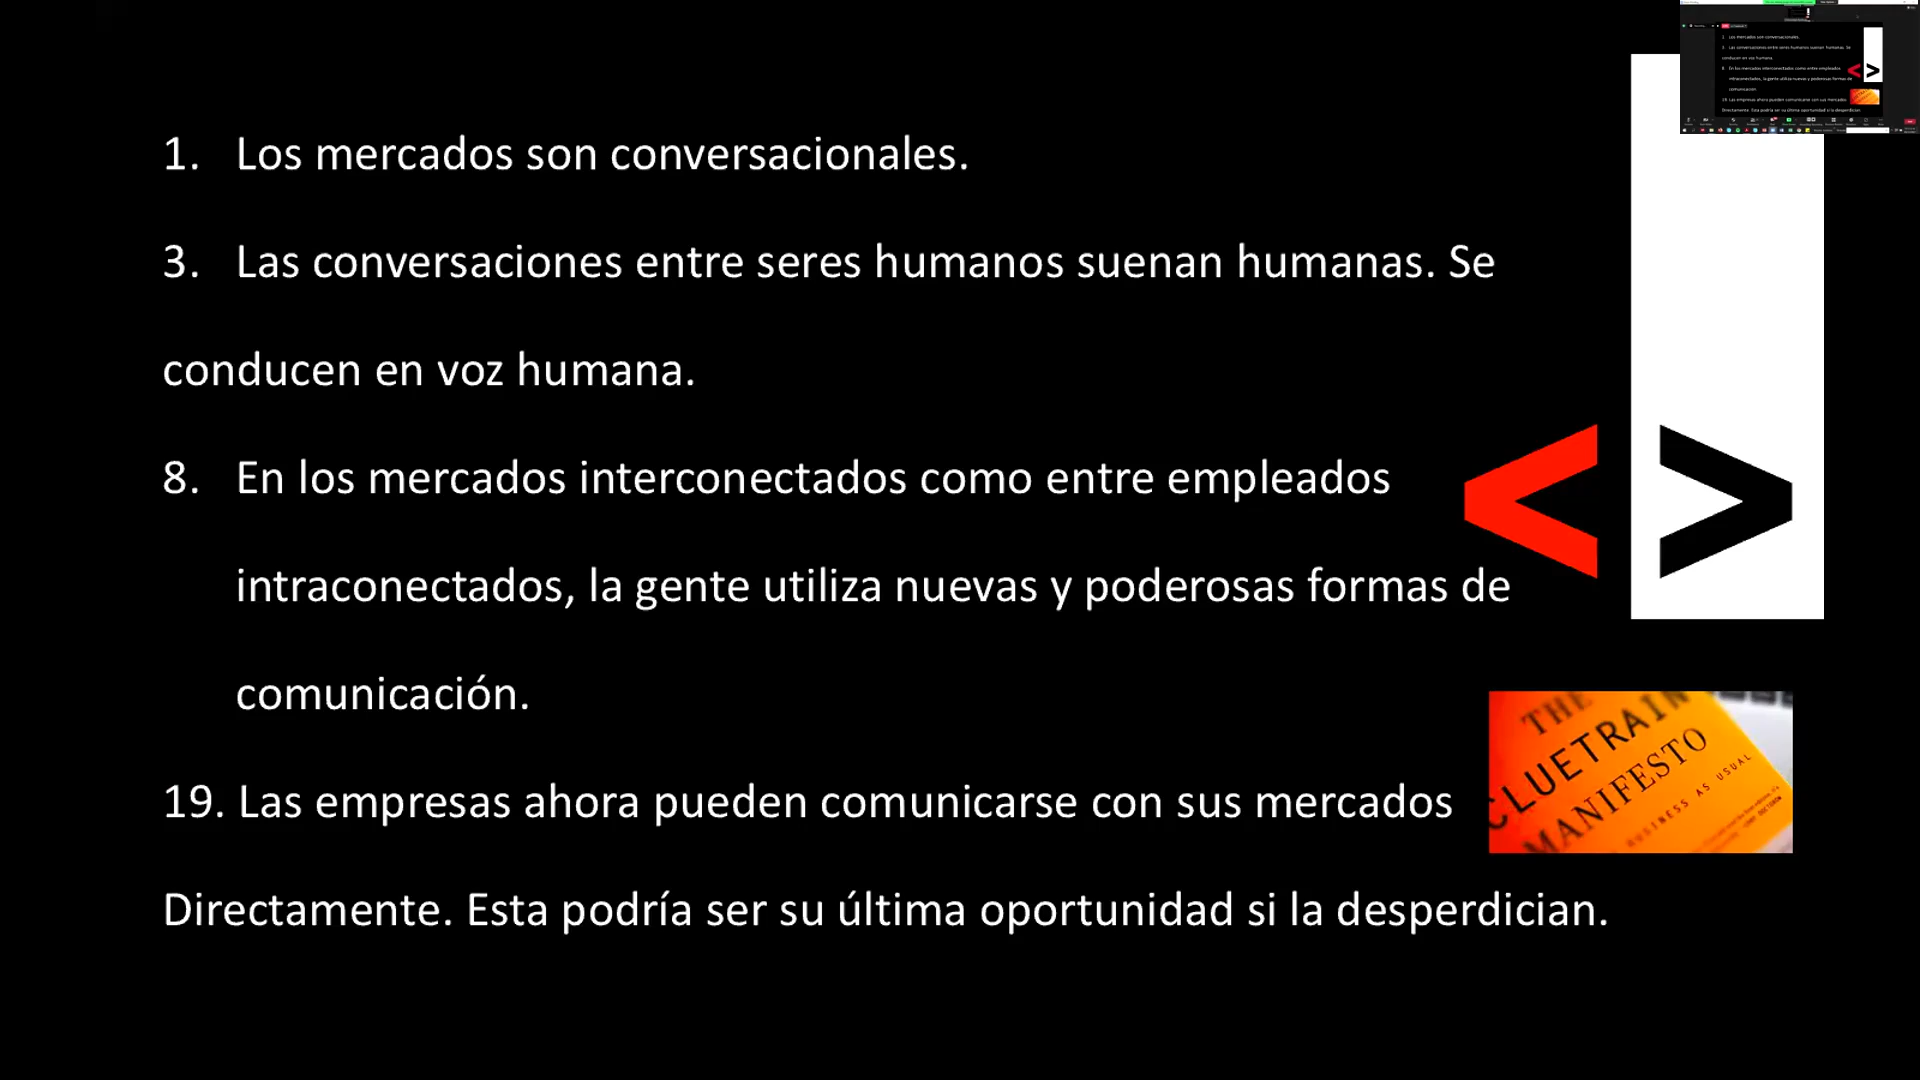 1. Los mercados son conversacionales.
3. Las conversaciones entre seres humanos suenan humanas. Se
conducen en voz humana.
8. En los mercados interconectados como entre empleados
intraconectados, la gente utiliza nuevas y poderosas formas de
comunicación.
19. Las empresas ahora pueden comunicarse con sus mercados
Directamente. Esta podría ser su última oportunidad si la desperdician.
< >
THE
CLUETRAIN
MANIFESTO
BUSINESS AS USUAL